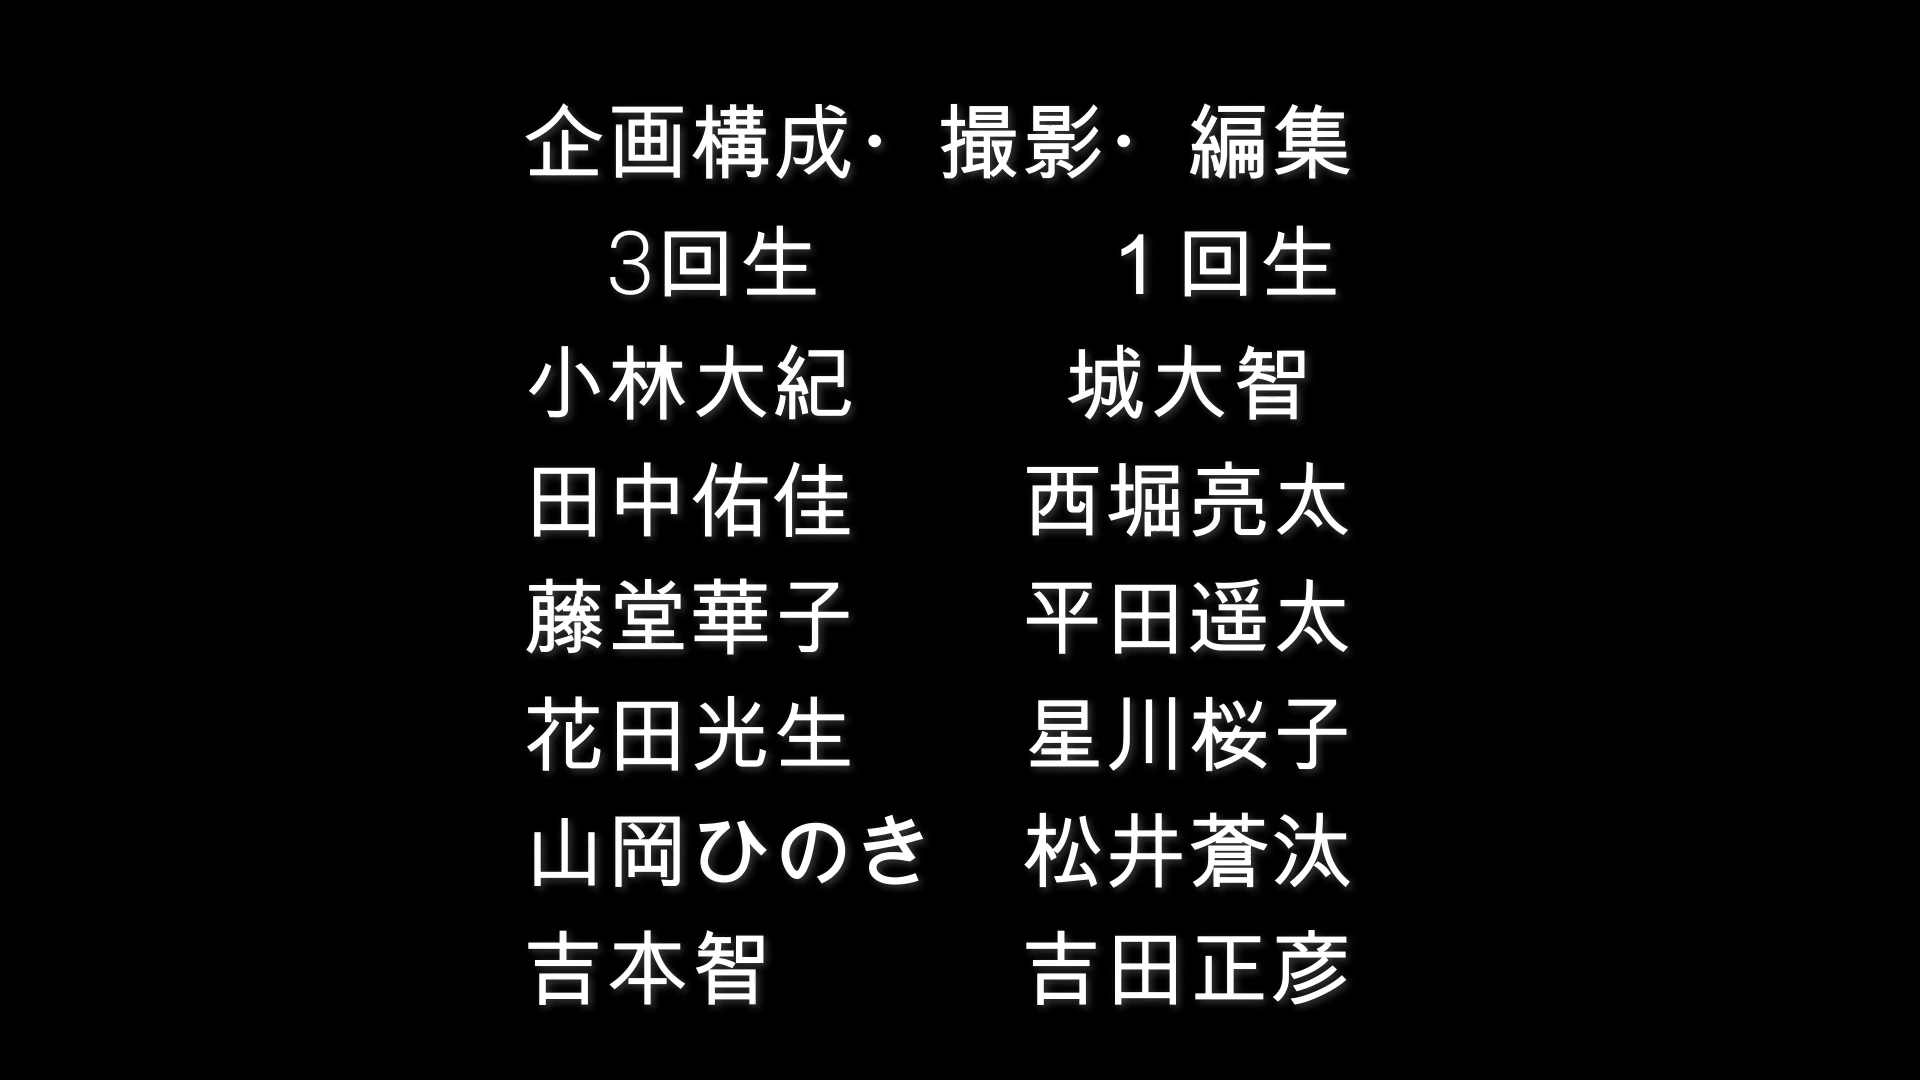 企画構成・撮影・編集
3回生 1回生
小林大紀 城大智
田中佑佳 西堀亮太
藤堂華子 平田遥太
花田光生 星川桜子
山岡ひのき 松井蒼汰
吉本智 吉田正彦